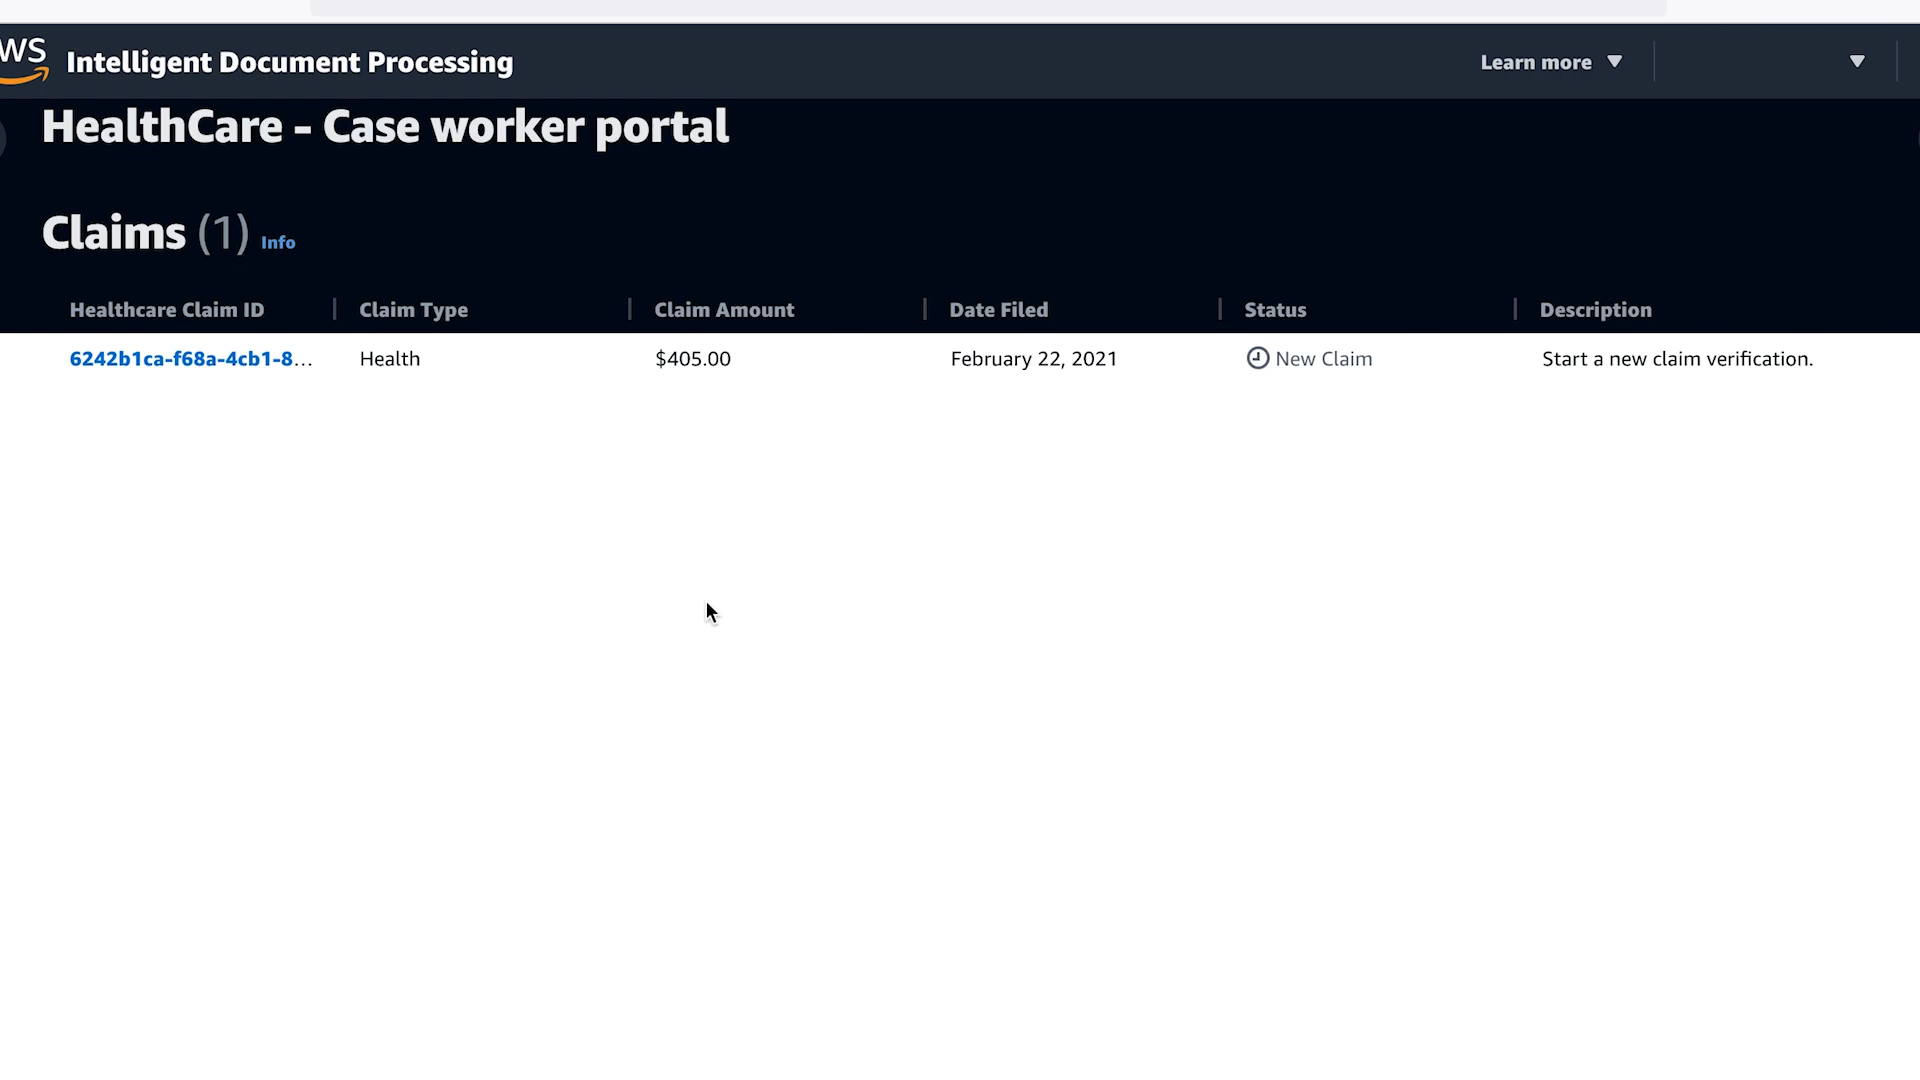 WS
Intelligent Document Processing
Learn more
HealthCare - Case worker portal
Claims (1) Info
Healthcare Claim ID Claim Type Claim Amount Date Filed Status Description
6242b1ca-f68a-4cb1-8... Health $405.00 February 22, 2021 New Claim Start a new claim verification.